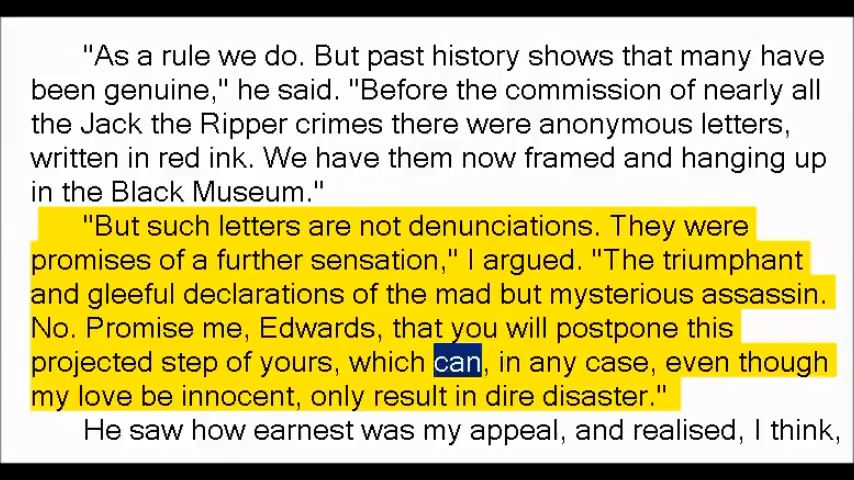 "As a rule we do. But past history shows that many have
been genuine," he said. "Before the commission of nearly all
the Jack the Ripper crimes there were anonymous letters,
written in red ink. We have them now framed and hanging up
in the Black Museum."
"But such letters are not denunciations. They were
promises of a further sensation," I argued. "The triumphant
and gleeful declarations of the mad but mysterious assassin.
No. Promise me, Edwards, that you will postpone this
projected step of yours, which can, in any case, even though
my love be innocent, only result in dire disaster."
He saw how earnest was my appeal, and realised, I think,